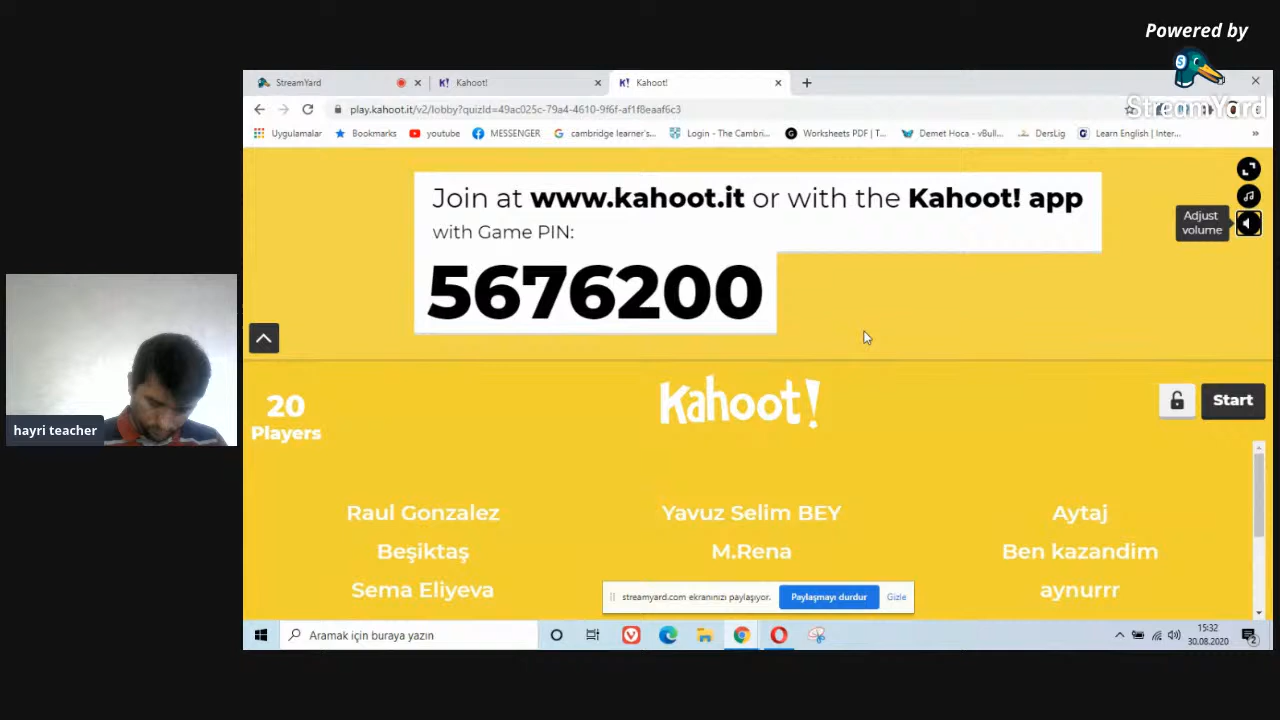 Powered by
StreamYard
StreamYard
Kahoot!
Kahoot!
play.kahoot.it/v2/lobby?quizId=49ac025c-79a4-4610-9f6f-af1f8eaaf6c3
Uygulamalar Bookmarks youtube MESSENGER cambridge learner's... Login - The Cambri... Worksheets PDF | T... Demet Hoca - vBull... DersLig Learn English | Inter...
Join at www.kahoot.it or with the Kahoot! app
with Game PIN:
5676200
Adjust
volume
20
Players
Kahoot!
Start
Raul Gonzalez Yavuz Selim BEY Aytaj
Beşiktaş M.Rena Ben kazandim
Sema Eliyeva aynurrr
streamyard.com ekranınızı paylaşıyor. Paylaşmayı durdur Gizle
hayri teacher
Aramak için buraya yazın
15:32
30.08.2020
2